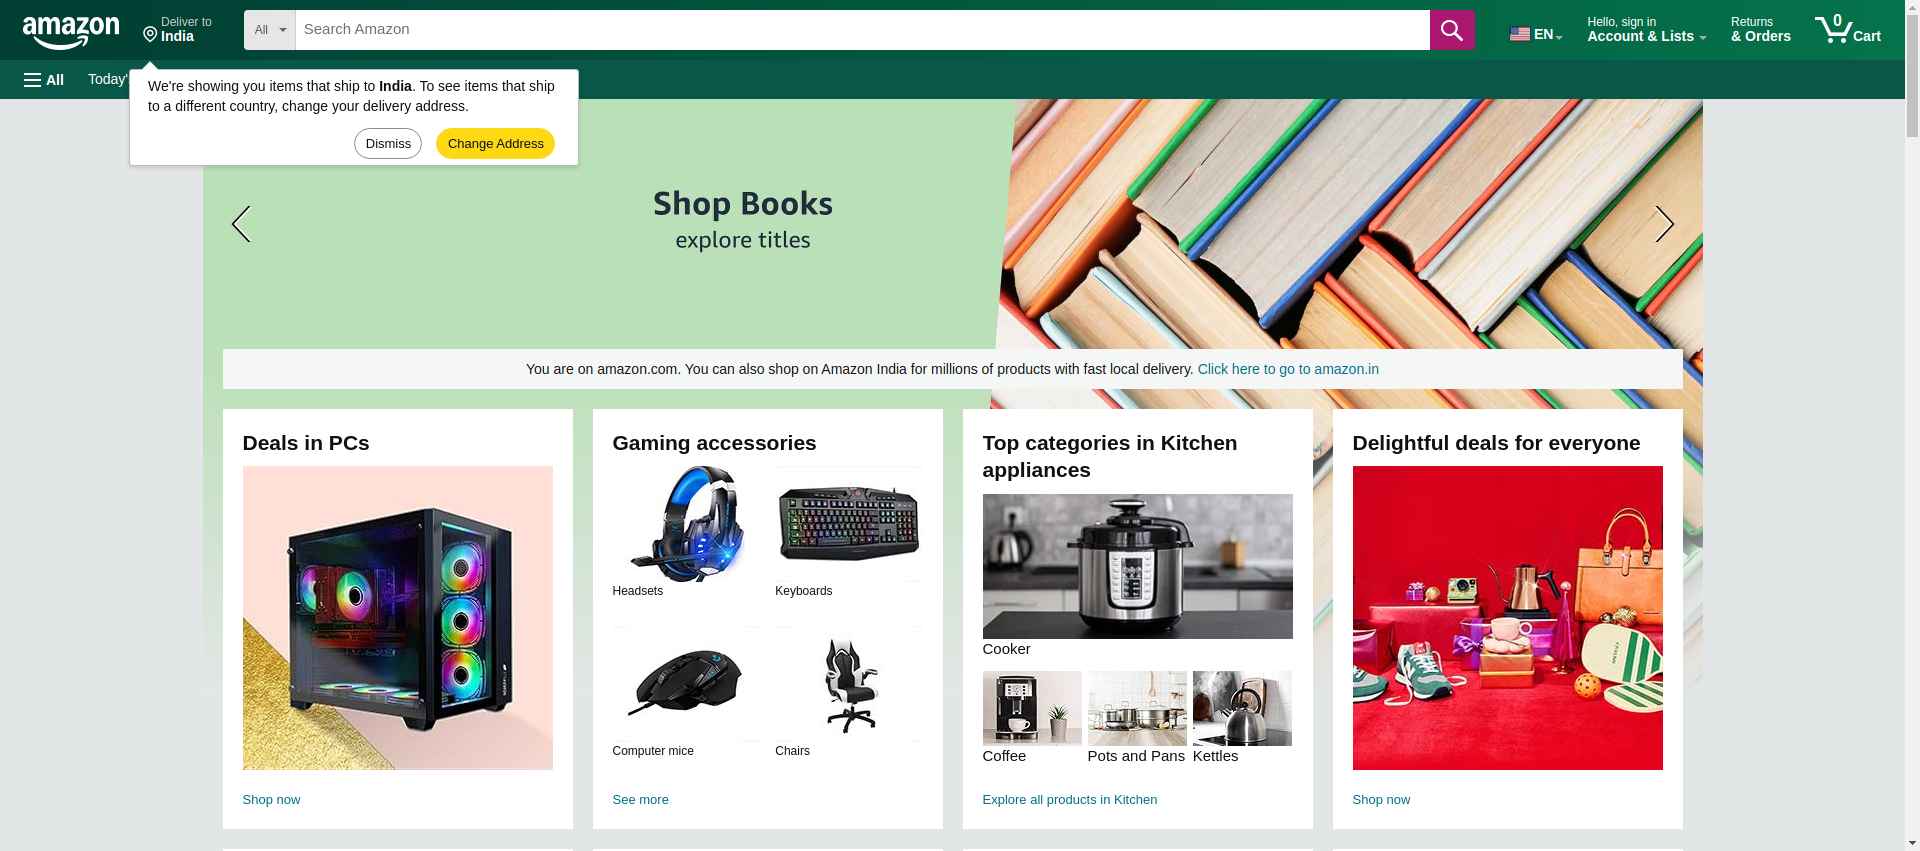 amazon
Deliver to
India
All
Search Amazon
EN
Hello, sign in
Account & Lists
Returns
& Orders
0
Cart
All
Today'
We're showing you items that ship to India. To see items that ship
to a different country, change your delivery address.
Dismiss
Change Address
Shop Books
explore titles
You are on amazon.com. You can also shop on Amazon India for millions of products with fast local delivery. Click here to go to amazon.in
Deals in PCs
Shop now
Gaming accessories
Headsets
Keyboards
Computer mice
Chairs
See more
Top categories in Kitchen
appliances
Cooker
Coffee
Pots and Pans
Kettles
Explore all products in Kitchen
Delightful deals for everyone
Shop now